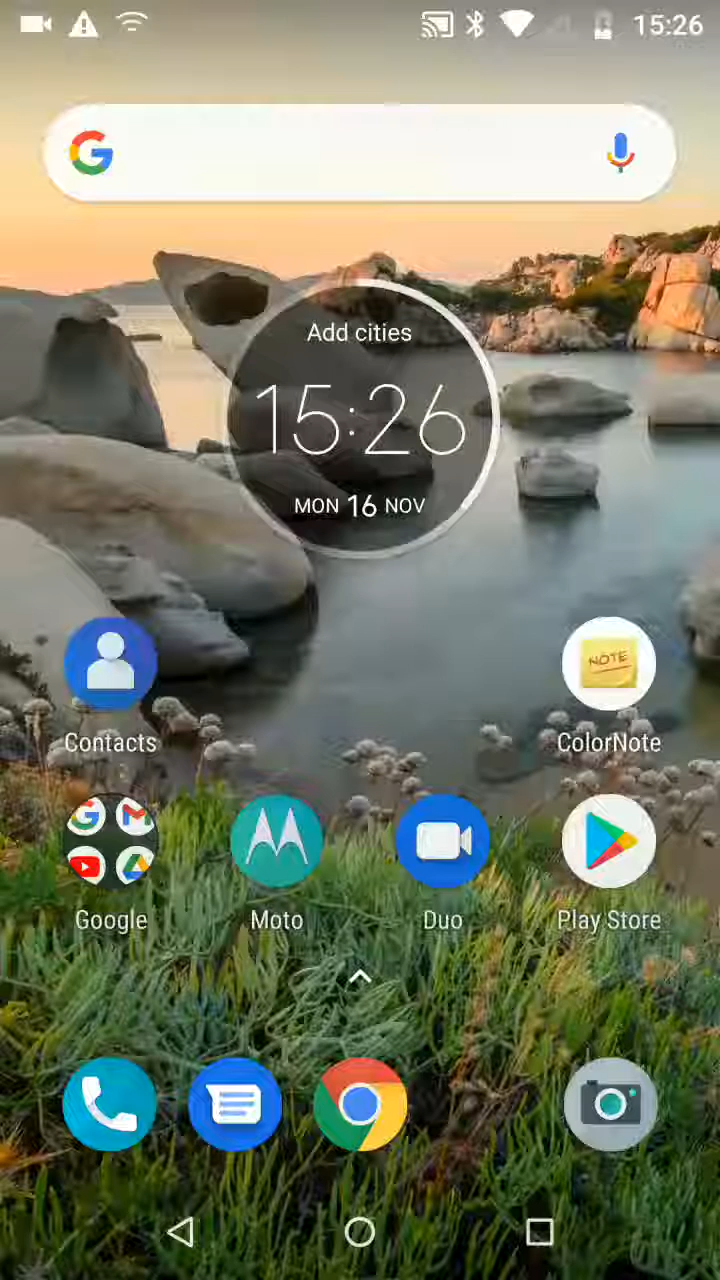 15:26
Add cities
15:26
MON 16 NOV
NOTE
Contacts
ColorNote
Google
Moto
Duo
Play Store